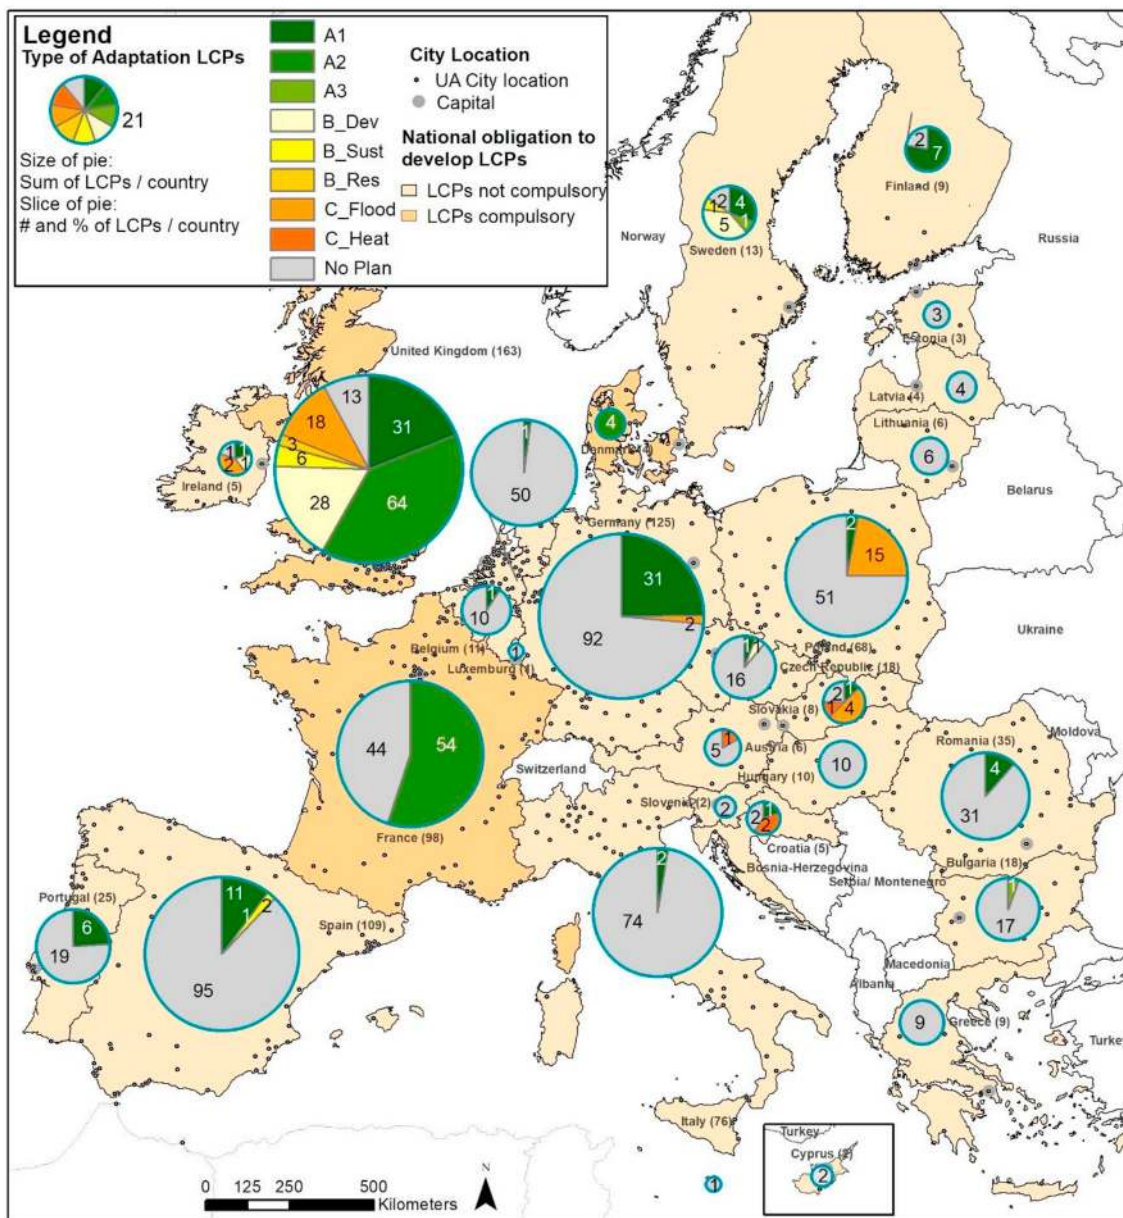 Legend
Type of Adaptation LCPs
21
Size of pie:
Sum of LCPs / country
Slice of pie:
# and % of LCPs / country
A1
A2
A3
B_Dev
B_Sust
B_Res
C_Flood
C_Heat
No Plan
City Location
UA City location
Capital
National obligation to
develop LCPs
LCPs not compulsory
LCPs compulsory
2
7
Finland (9)
2
4
1
5
1
Sweden (13)
Norway
Russia
3
Estonia (3)
4
Latvia (4)
Lithuania (6)
6
Belarus
United Kingdom (163)
13
31
64
28
6
3
18
1
1
1
2
Ireland (5)
4
1
50
Germany (125)
31
2
92
2
15
51
Poland (68)
Ukraine
1
10
Belgium (11)
1
Luxemburg (1)
1
1
16
Czech Republic (18)
2
1
4
1
Slovakia (8)
1
5
Austria (6)
Hungary (10)
10
Moldova
Romania (35)
4
31
54
44
France (98)
Switzerland
Slovenia (2)
2
1
2
2
Croatia (5)
Bosnia-Herzegovina
Serbia/ Montenegro
Bulgaria (18)
1
17
2
74
Italy (76)
Portugal (25)
6
19
11
1
2
95
Spain (109)
Macedonia
Albania
9
Greece (9)
Turkey
Turkey
Cyprus (2)
2
1
N
0 125 250 500
Kilometers